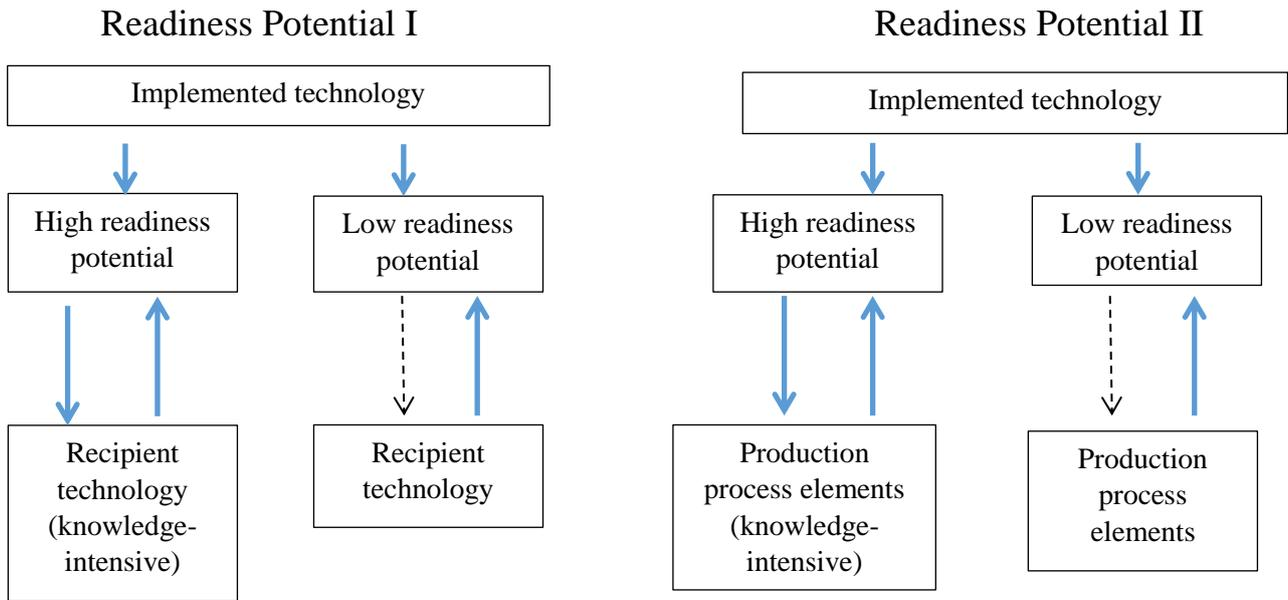 Readiness Potential I
Implemented technology
High readiness
potential
Low readiness
potential
Recipient
technology
(knowledge-
intensive)
Recipient
technology
Readiness Potential II
Implemented technology
High readiness
potential
Low readiness
potential
Production
process elements
(knowledge-
intensive)
Production
process
elements